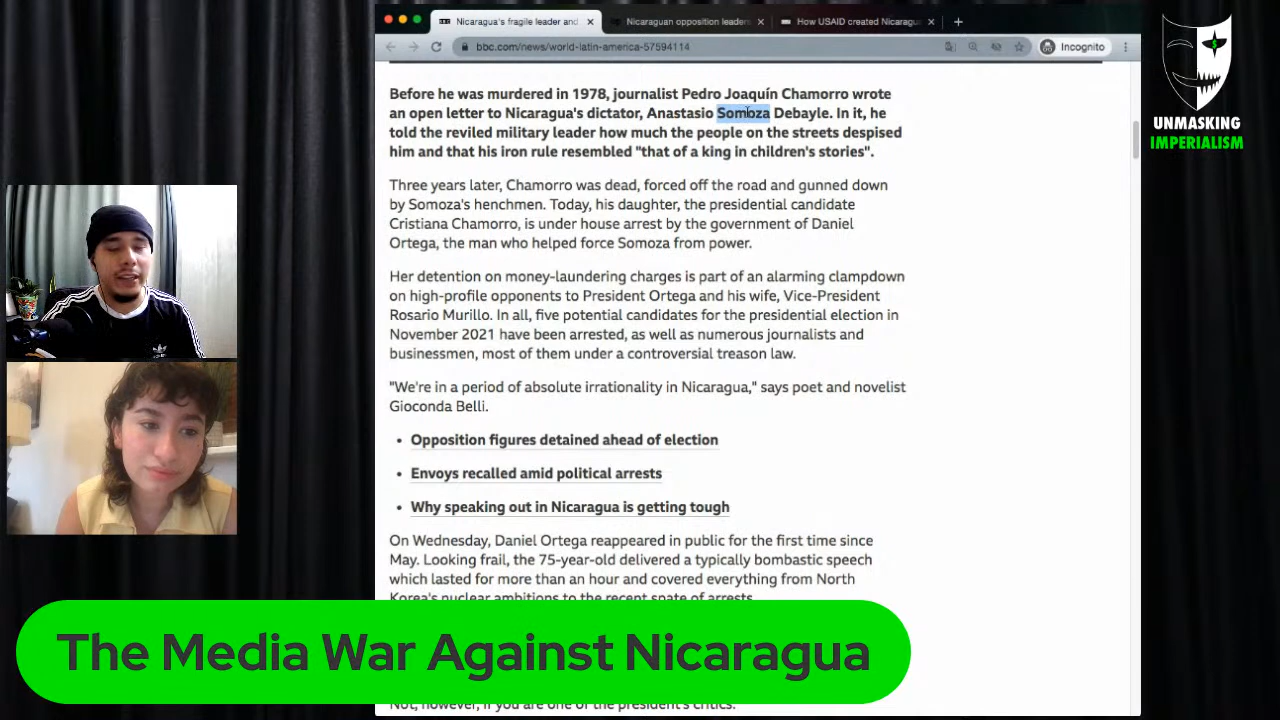 Nicaragua's fragile leader and
Nicaraguan opposition leaders
How USAID created Nicaragu
bbc.com/news/world-latin-america-57594114
Incognito
Before he was murdered in 1978, journalist Pedro Joaquín Chamorro wrote
an open letter to Nicaragua's dictator, Anastasio Somoza Debayle. In it, he
told the reviled military leader how much the people on the streets despised
him and that his iron rule resembled "that of a king in children's stories".
Three years later, Chamorro was dead, forced off the road and gunned down
by Somoza's henchmen. Today, his daughter, the presidential candidate
Cristiana Chamorro, is under house arrest by the government of Daniel
Ortega, the man who helped force Somoza from power.
Her detention on money-laundering charges is part of an alarming clampdown
on high-profile opponents to President Ortega and his wife, Vice-President
Rosario Murillo. In all, five potential candidates for the presidential election in
November 2021 have been arrested, as well as numerous journalists and
businessmen, most of them under a controversial treason law.
"We're in a period of absolute irrationality in Nicaragua," says poet and novelist
Gioconda Belli.
• Opposition figures detained ahead of election
• Envoys recalled amid political arrests
• Why speaking out in Nicaragua is getting tough
On Wednesday, Daniel Ortega reappeared in public for the first time since
May. Looking frail, the 75-year-old delivered a typically bombastic speech
which lasted for more than an hour and covered everything from North
Korea's nuclear ambitions to the recent spate of arrests.
Not, however, if you are one of the president's critics.
UNMASKING
IMPERIALISM
The Media War Against Nicaragua